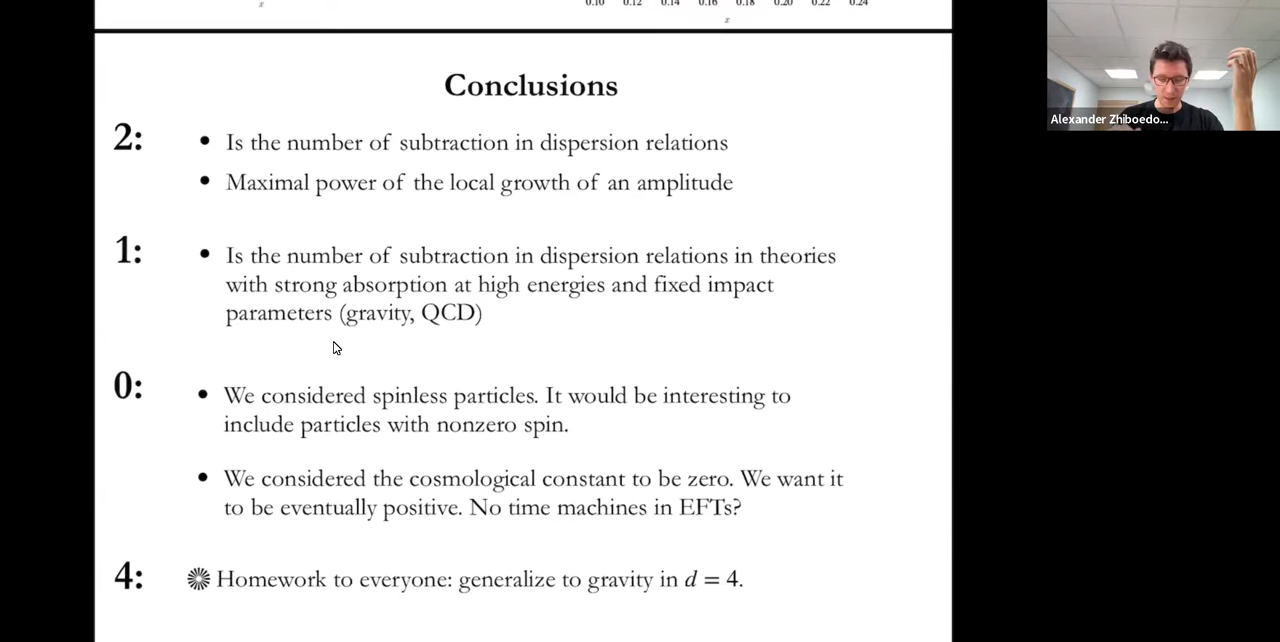 x
0.10 0.12 0.14 0.16 0.18 0.20 0.22 0.24
x
Conclusions
2:
• Is the number of subtraction in dispersion relations
• Maximal power of the local growth of an amplitude
1:
• Is the number of subtraction in dispersion relations in theories
with strong absorption at high energies and fixed impact
parameters (gravity, QCD)
0:
• We considered spinless particles. It would be interesting to
include particles with nonzero spin.
• We considered the cosmological constant to be zero. We want it
to be eventually positive. No time machines in EFTs?
4:
Homework to everyone: generalize to gravity in d = 4.
Alexander Zhiboedo...